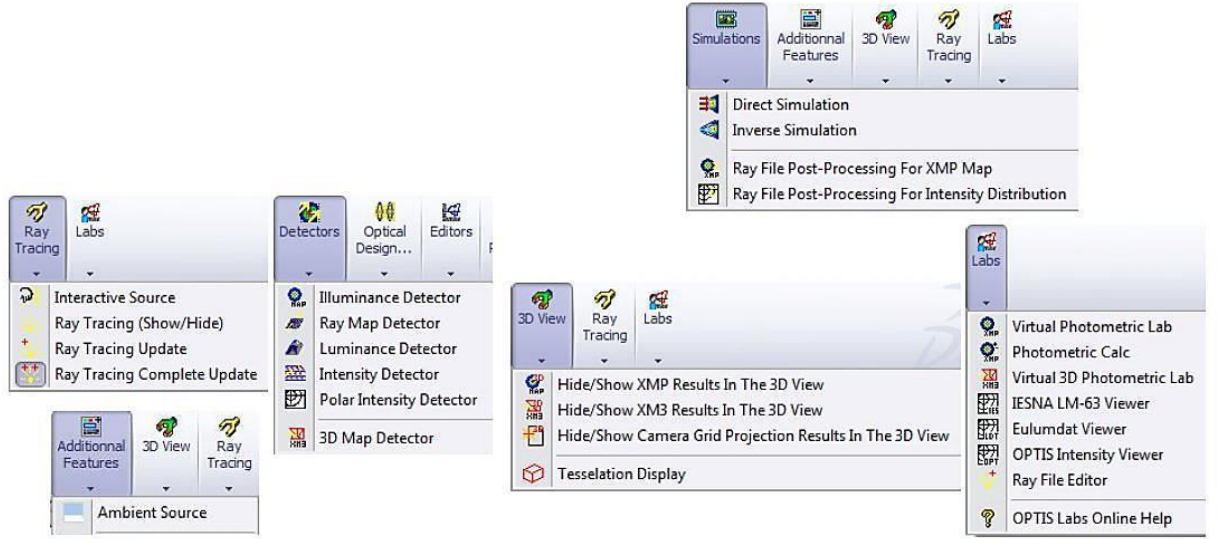 Simulations Additionnal Features 3D View Ray Tracing Labs
Direct Simulation
Inverse Simulation
Ray File Post-Processing For XMP Map
Ray File Post-Processing For Intensity Distribution
Ray Tracing Labs
Interactive Source
Ray Tracing (Show/Hide)
Ray Tracing Update
Ray Tracing Complete Update
Detectors Optical Design... Editors
Illuminance Detector
Ray Map Detector
Luminance Detector
Intensity Detector
Polar Intensity Detector
3D Map Detector
3D View Ray Tracing Labs
Hide/Show XMP Results In The 3D View
Hide/Show XM3 Results In The 3D View
Hide/Show Camera Grid Projection Results In The 3D View
Tesselation Display
Labs
Virtual Photometric Lab
Photometric Calc
Virtual 3D Photometric Lab
IESNA LM-63 Viewer
Eulumdat Viewer
OPTIS Intensity Viewer
Ray File Editor
OPTIS Labs Online Help
Additionnal Features 3D View Ray Tracing
Ambient Source